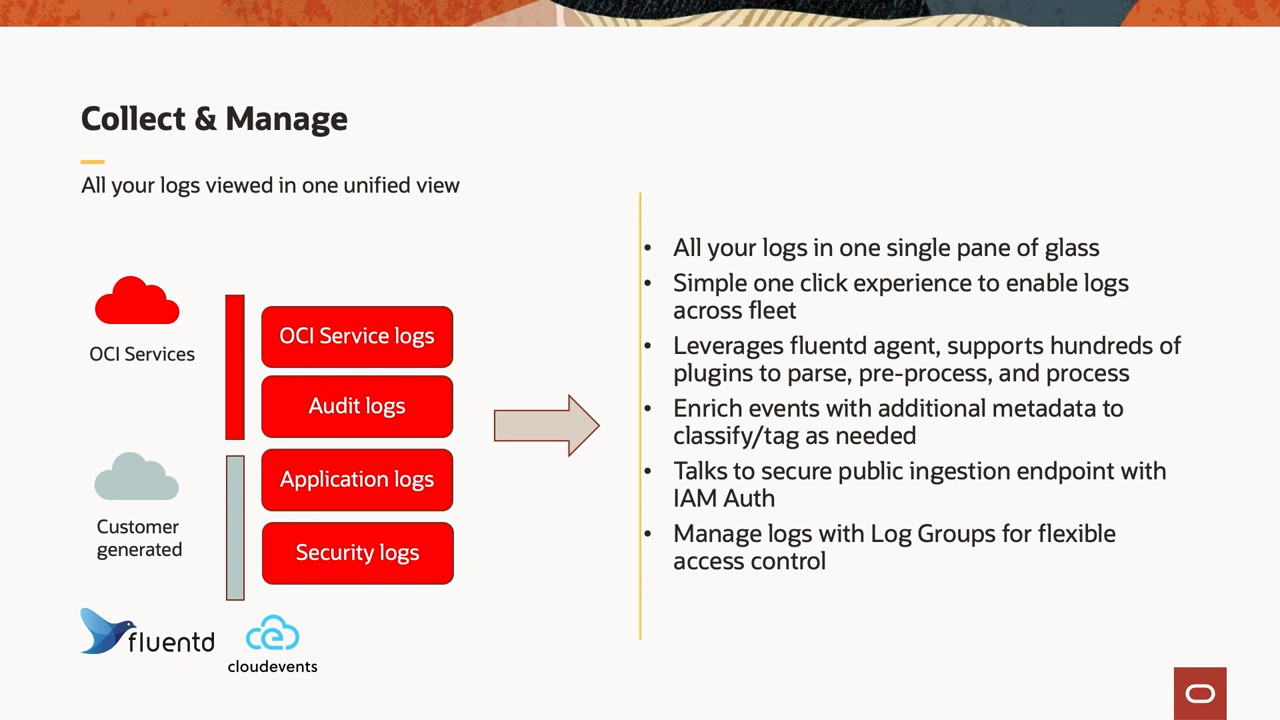 Collect & Manage
All your logs viewed in one unified view
OCI Services
OCI Service logs
Audit logs
Application logs
Security logs
Customer
generated
fluentd
cloudevents
• All your logs in one single pane of glass
• Simple one click experience to enable logs
across fleet
• Leverages fluentd agent, supports hundreds of
plugins to parse, pre-process, and process
• Enrich events with additional metadata to
classify/tag as needed
• Talks to secure public ingestion endpoint with
IAM Auth
• Manage logs with Log Groups for flexible
access control